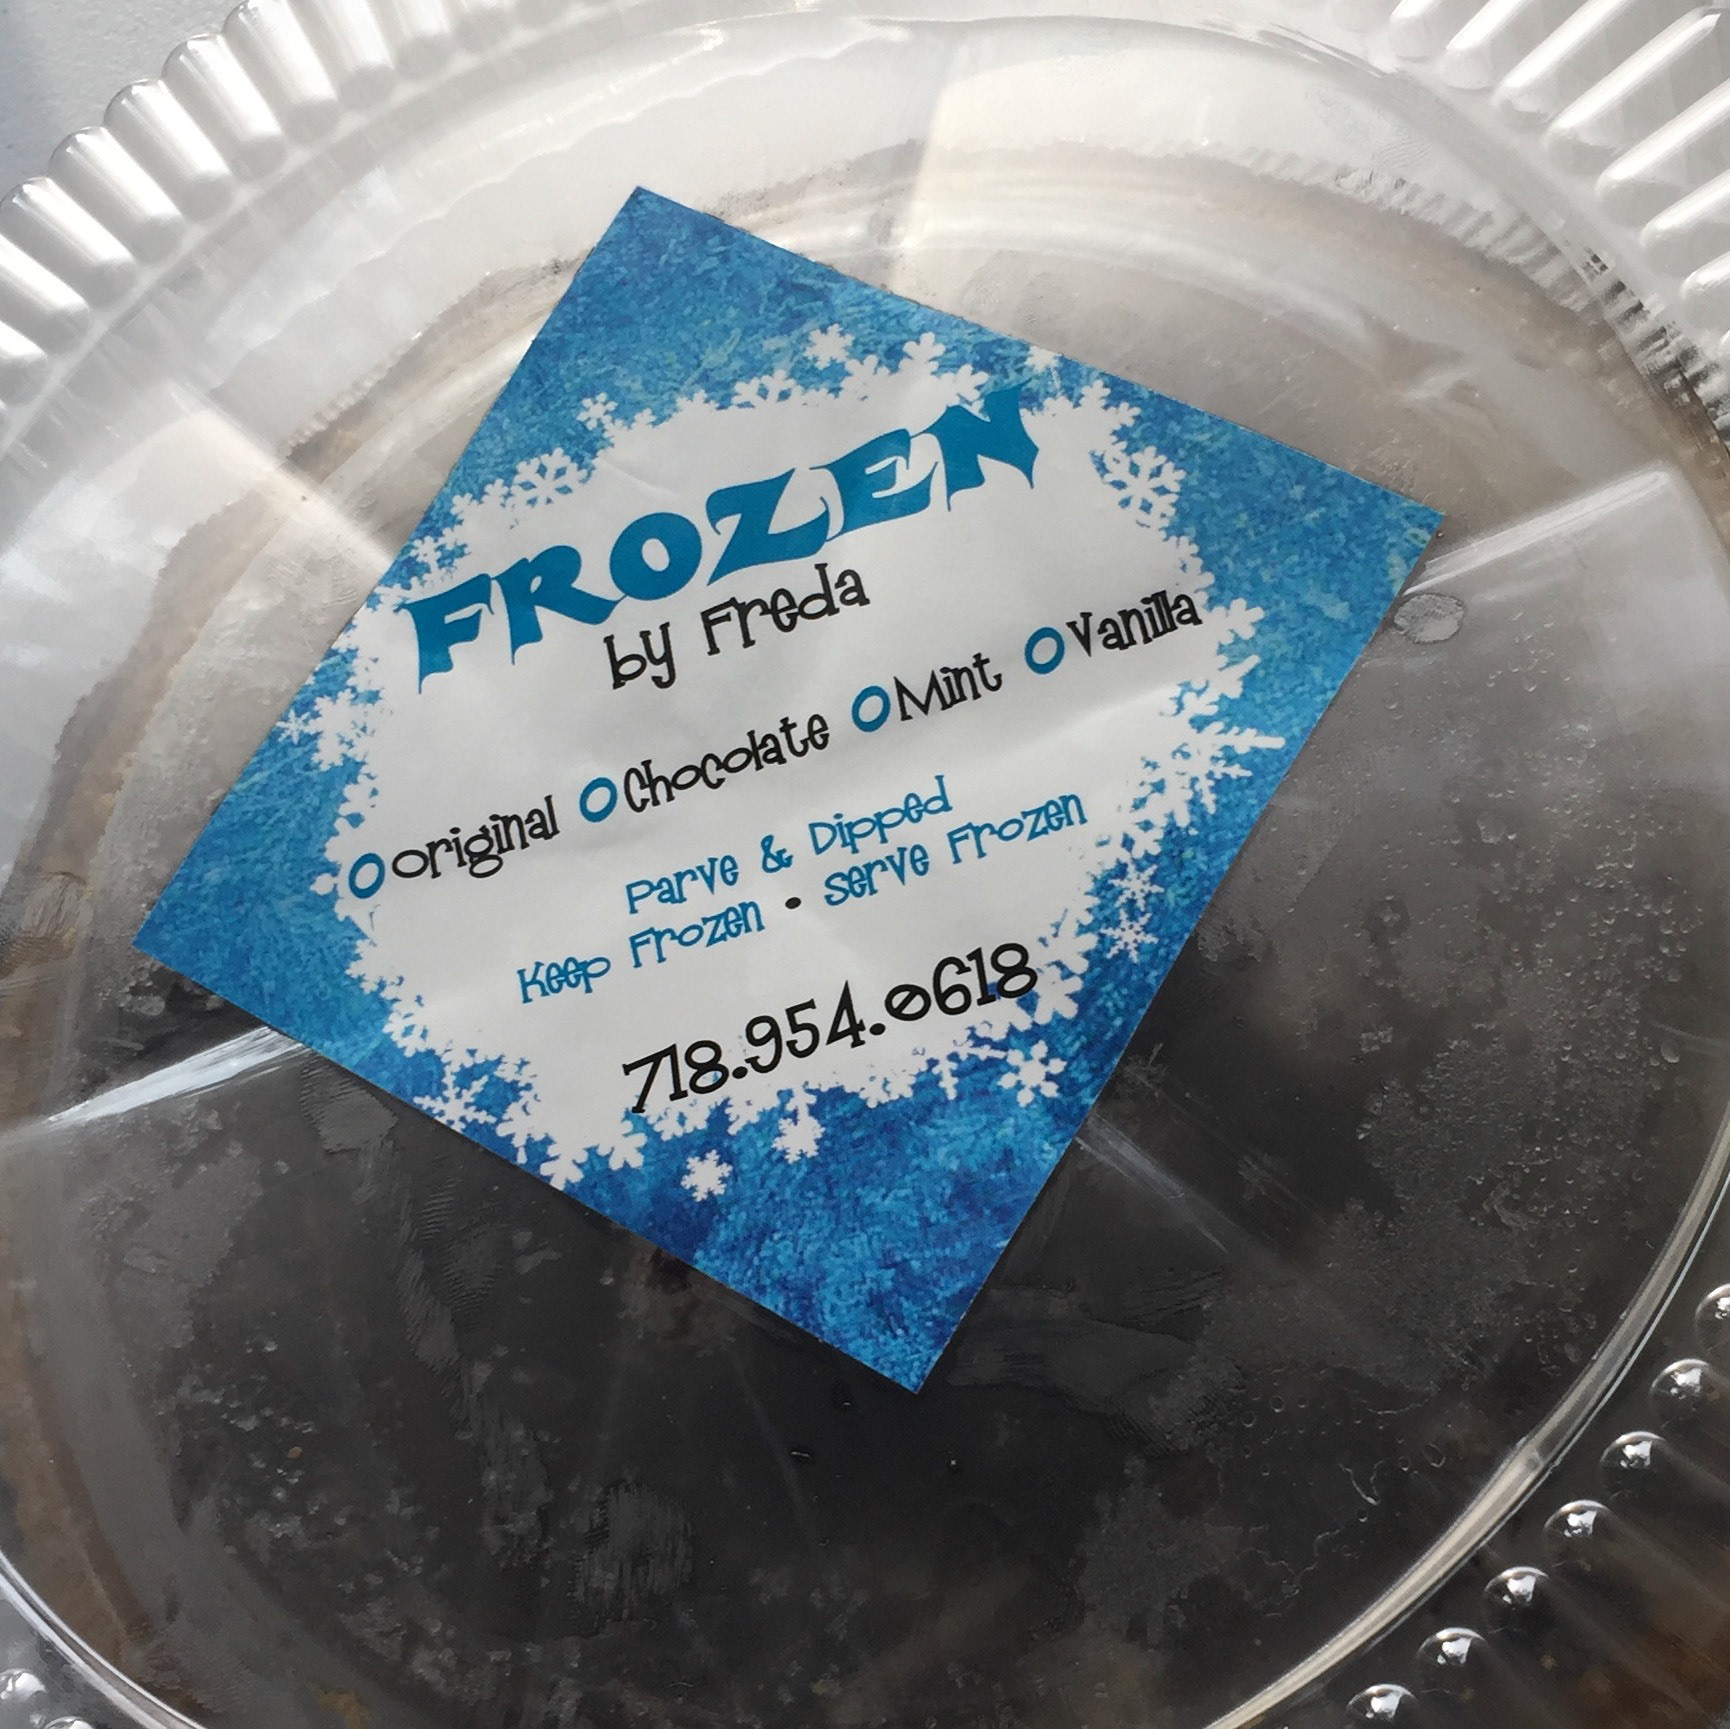 FROZEN
by Freda
O original O Chocolate O Mint O Vanilla
Parve & Dipped
Keep Frozen • serve Frozen
718.954.0618